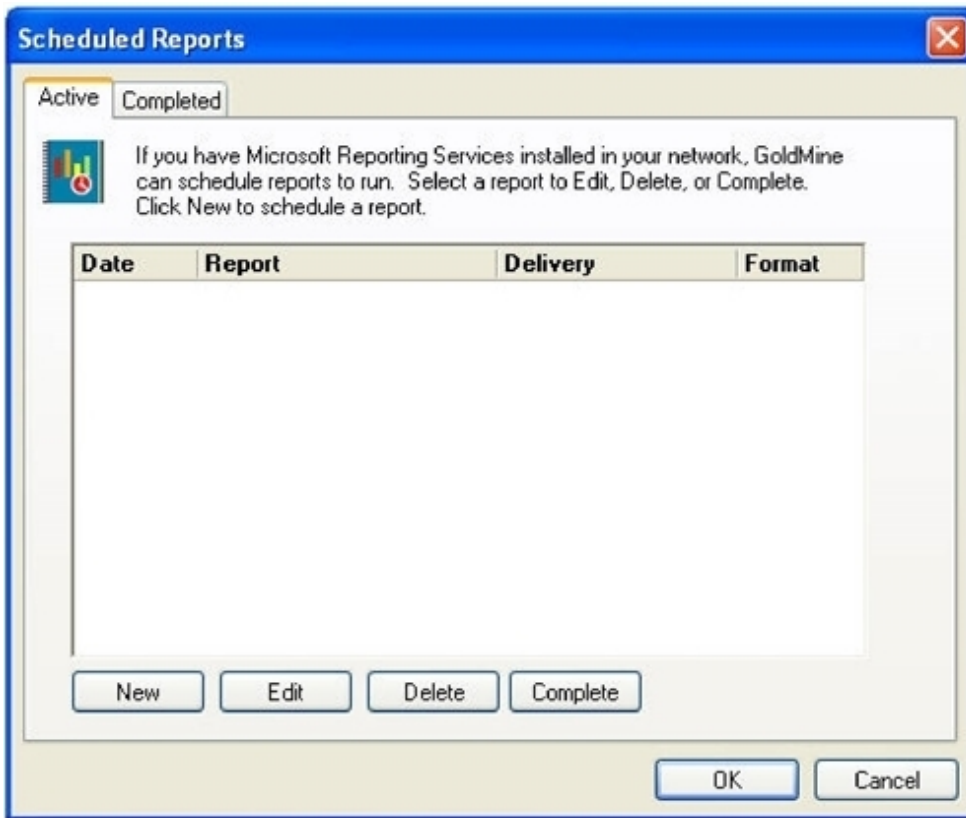 Scheduled Reports
Active Completed
If you have Microsoft Reporting Services installed in your network, GoldMine
can schedule reports to run. Select a report to Edit, Delete, or Complete.
Click New to schedule a report.
Date Report Delivery Format
New Edit Delete Complete
OK Cancel